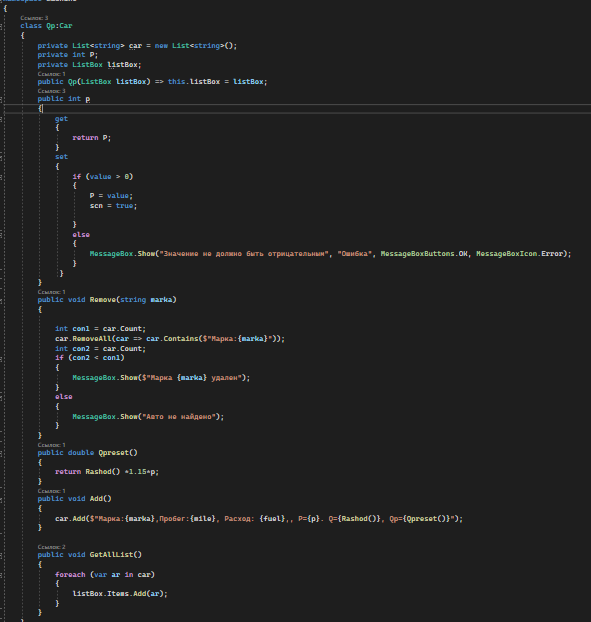 {
Ссылок: 3
class Qp:Car
{
private List<string> car = new List<string>();
private int P;
private ListBox listBox;
Ссылок: 1
public Qp(ListBox listBox) => this.listBox = listBox;
Ссылок: 3
public int p
{
get
{
return P;
}
set
{
if (value > 0)
{
P = value;
scn = true;
}
else
{
MessageBox.Show("Значение не должно быть отрицательным", "Ошибка", MessageBoxButtons.OK, MessageBoxIcon.Error);
}
}
}
Ссылок: 1
public void Remove(string marka)
{
int con1 = car.Count;
car.RemoveAll(car => car.Contains($"Марка:{marka}"));
int con2 = car.Count;
if (con2 < con1)
{
MessageBox.Show($"Марка {marka} удален");
}
else
{
MessageBox.Show("Авто не найдено");
}
}
Ссылок: 1
public double Qpreset()
{
return Rashod() *1.15*p;
}
Ссылок: 1
public void Add()
{
car.Add($"Марка:{marka},Пробег:{mile}, Расход: {fuel},, P={p}. Q={Rashod()}, Qp={Qpreset()}");
}
Ссылок: 2
public void GetAllList()
{
foreach (var ar in car)
{
listBox.Items.Add(ar);
}
}